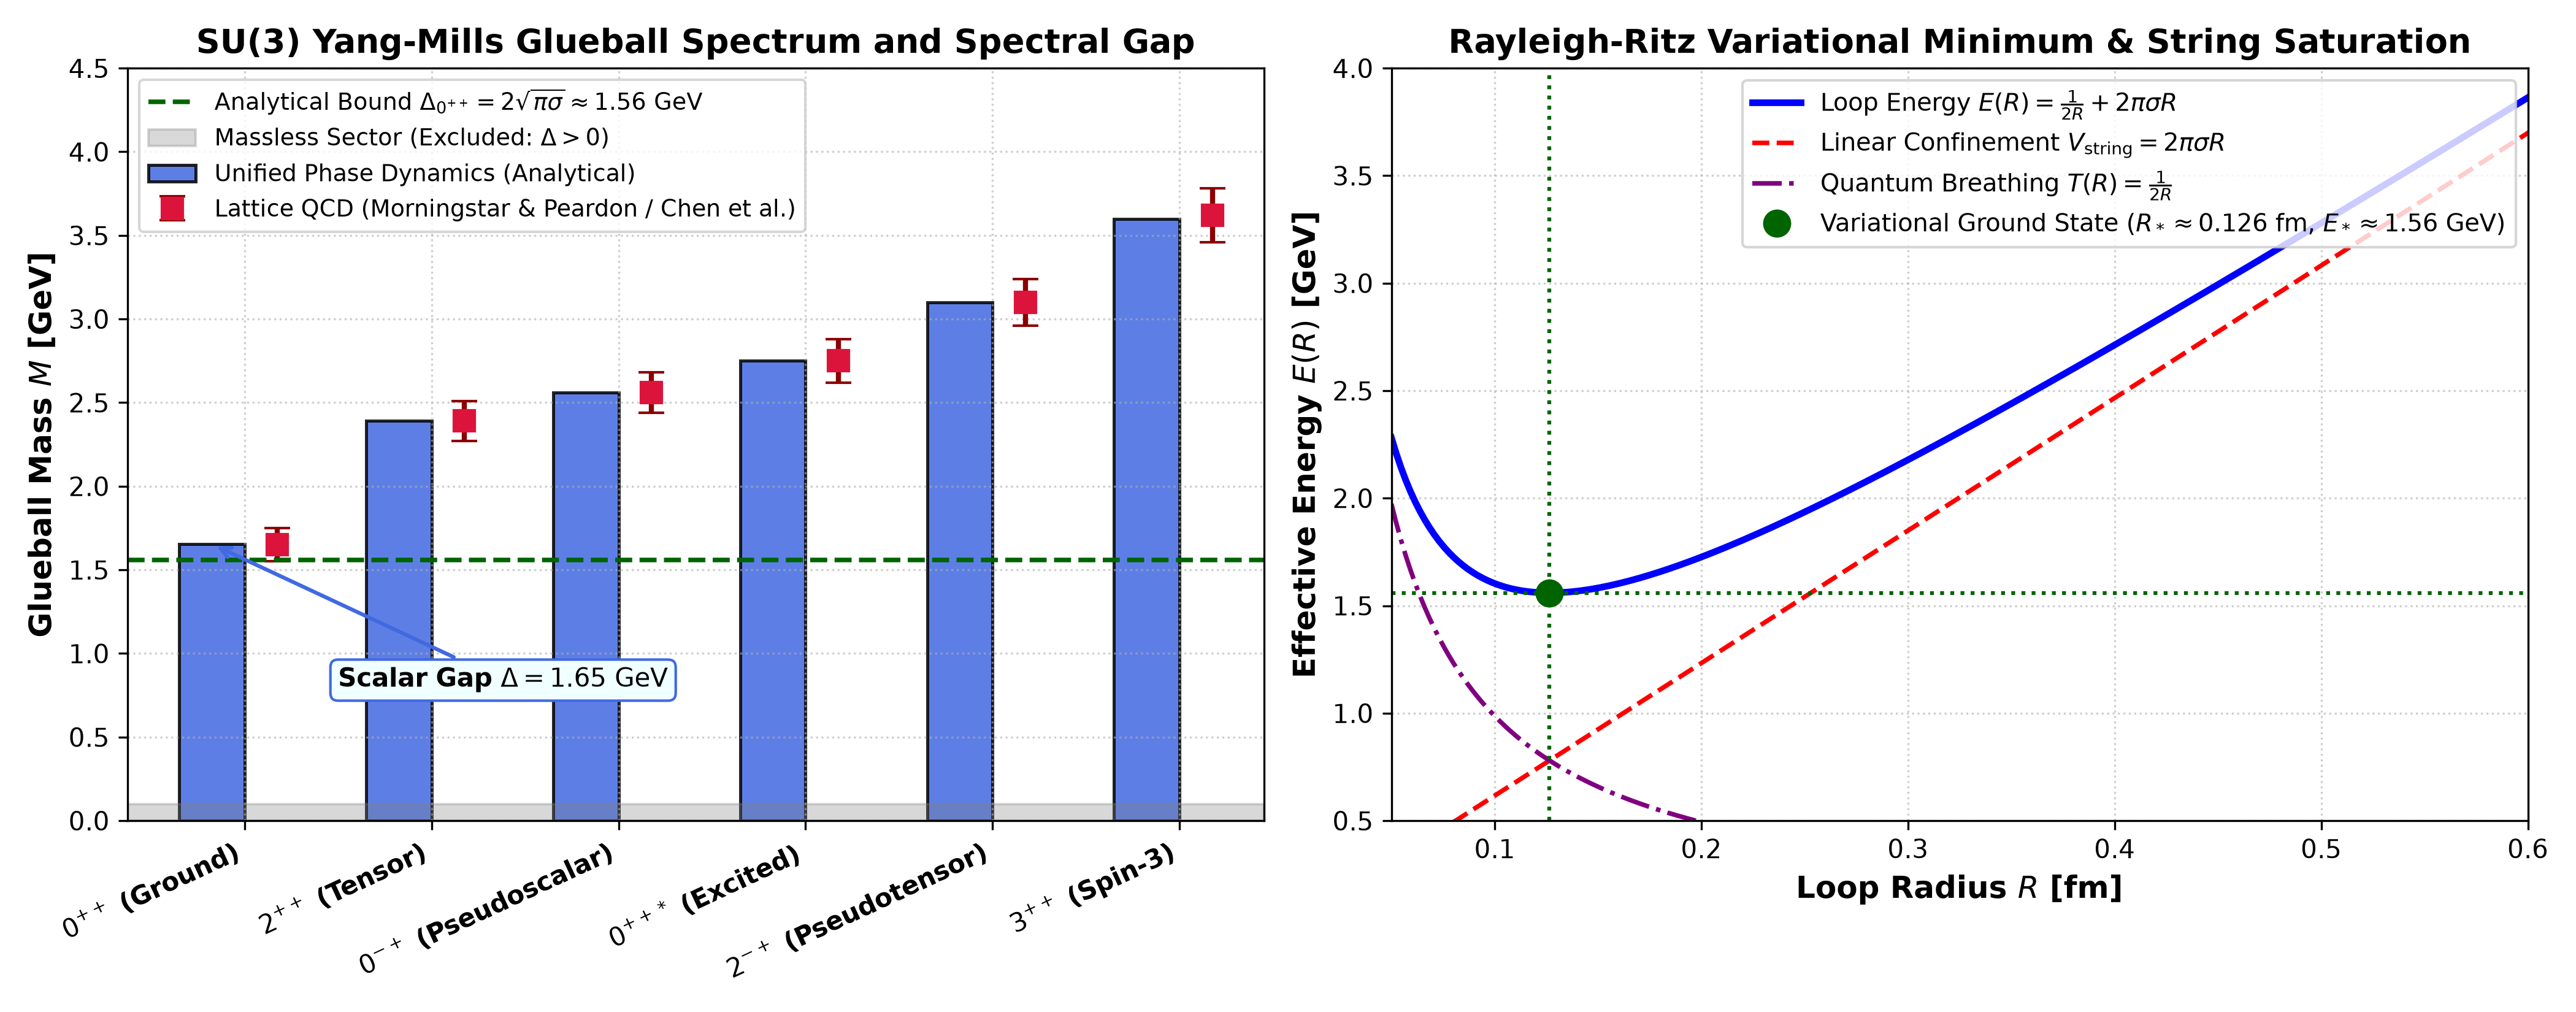 SU(3) Yang-Mills Glueball Spectrum and Spectral Gap
Glueball Mass M [GeV]
4.5
4.0
3.5
3.0
2.5
2.0
1.5
1.0
0.5
0.0
Analytical Bound Δ₀₊₊ = 2√πσ ≈ 1.56 GeV
Massless Sector (Excluded: Δ > 0)
Unified Phase Dynamics (Analytical)
Lattice QCD (Morningstar & Peardon / Chen et al.)
Scalar Gap Δ = 1.65 GeV
0⁺⁺ (Ground)
2⁺⁺ (Tensor)
0⁻⁺ (Pseudoscalar)
0⁺⁺* (Excited)
2⁻⁺ (Pseudotensor)
3⁺⁺ (Spin-3)
Rayleigh-Ritz Variational Minimum & String Saturation
Effective Energy E(R) [GeV]
4.0
3.5
3.0
2.5
2.0
1.5
1.0
0.5
Loop Energy E(R) = 1/2R + 2πσR
Linear Confinement Vstring = 2πσR
Quantum Breathing T(R) = 1/2R
Variational Ground State (R* ≈ 0.126 fm, E* ≈ 1.56 GeV)
0.1
0.2
0.3
0.4
0.5
0.6
Loop Radius R [fm]